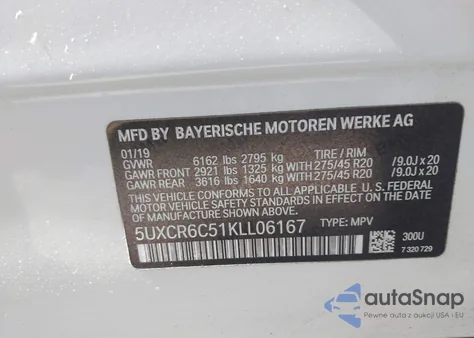 MFD BY BAYERISCHE MOTOREN WERKE AG
01/19 TIRE / RIM
GVWR 6162 lbs 2795 kg
GAWR FRONT 2921 lbs 1325 kg WITH 275/45 R20 /9.0J x 20
GAWR REAR 3616 lbs 1640 kg WITH 275/45 R20 /9.0J x 20
THIS VEHICLE CONFORMS TO ALL APPLICABLE
FEDERAL MOTOR VEHICLE SAFETY STANDARDS
IN EFFECT ON THE DATE OF MANUFACTURE SHOWN ABOVE.
5UXCR6C51KLL06167 TYPE: MPV 300U
7 320 729
autoSnap
Pewne auta z aukcji USA i EU